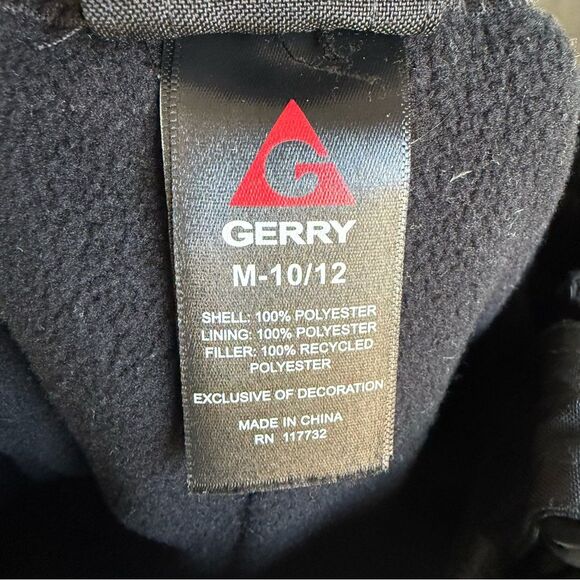 G
GERRY
M-10/12
SHELL: 100% POLYESTER
LINING: 100% POLYESTER
FILLER: 100% RECYCLED
POLYESTER
EXCLUSIVE OF DECORATION
MADE IN CHINA
RN 117732